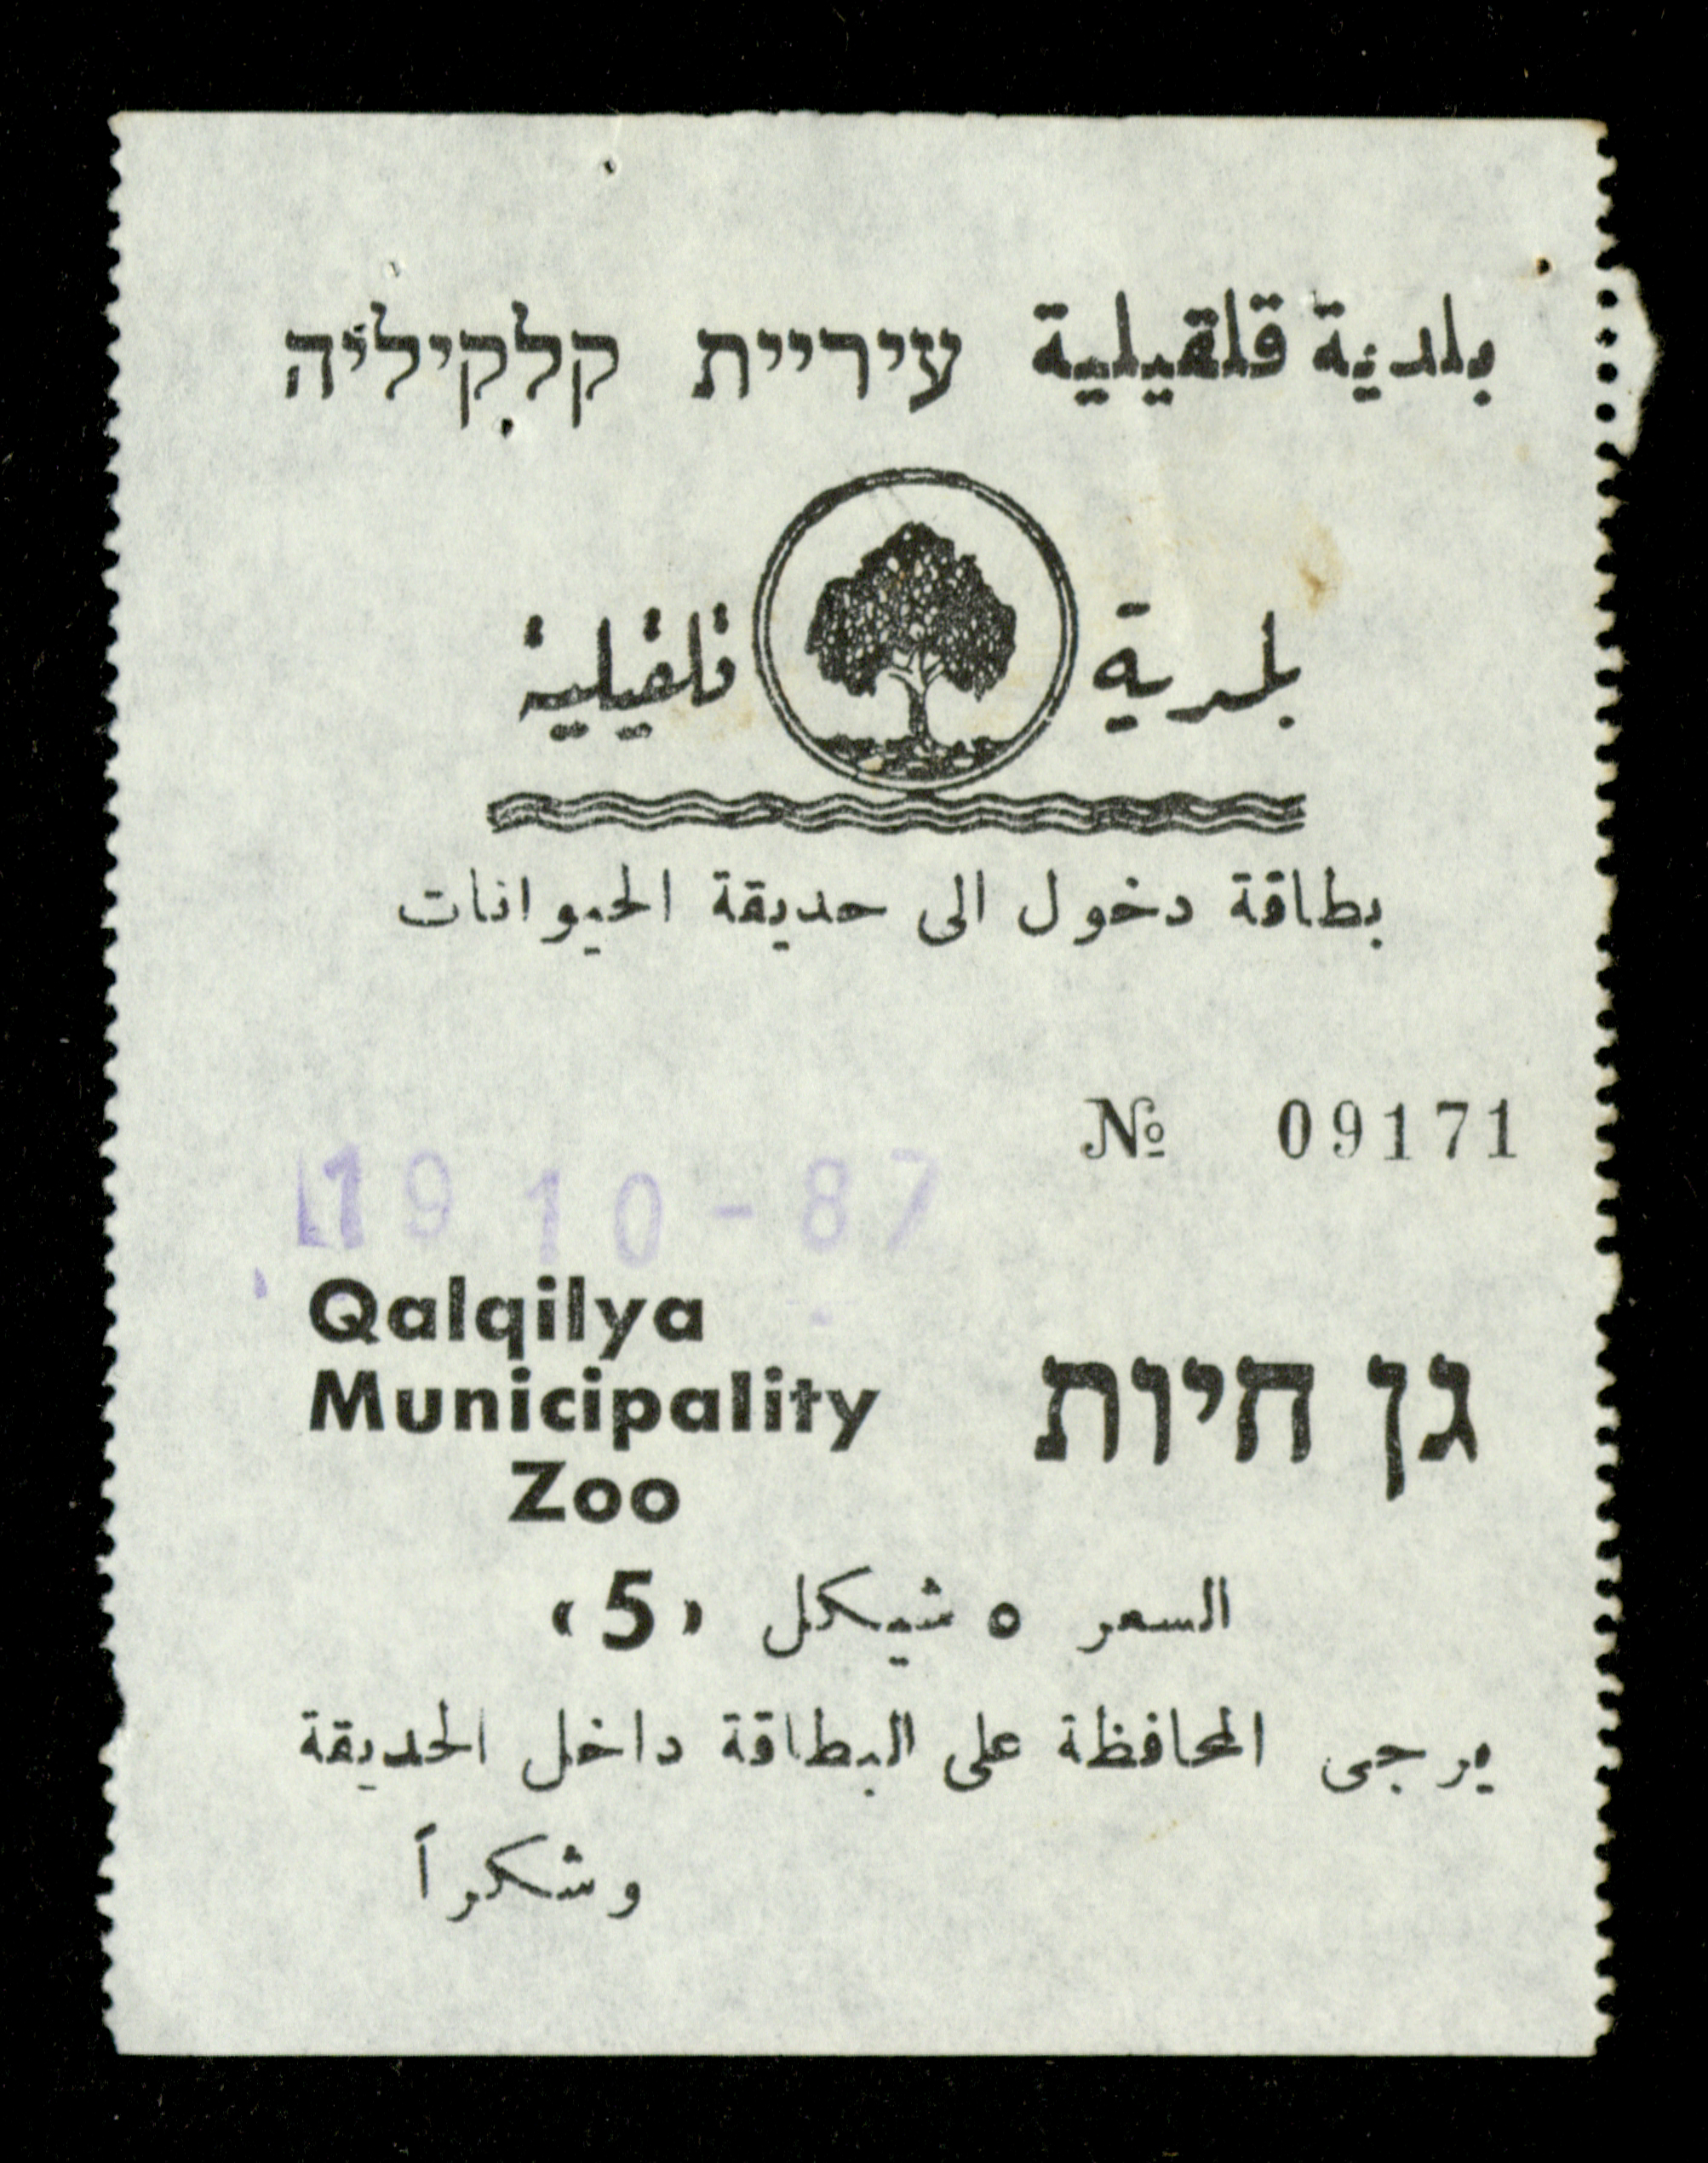 بلدية قلقيلية עיריית קלקיליה
بلدية قلقيلية
بطاقة دخول الى حديقة الحيوانات
№ 09171
19 10 - 87
Qalqilya
Municipality
Zoo
גן חיות
السعر ٥ شيكل «5»
يرجى المحافظة على البطاقة داخل الحديقة
وشكراً